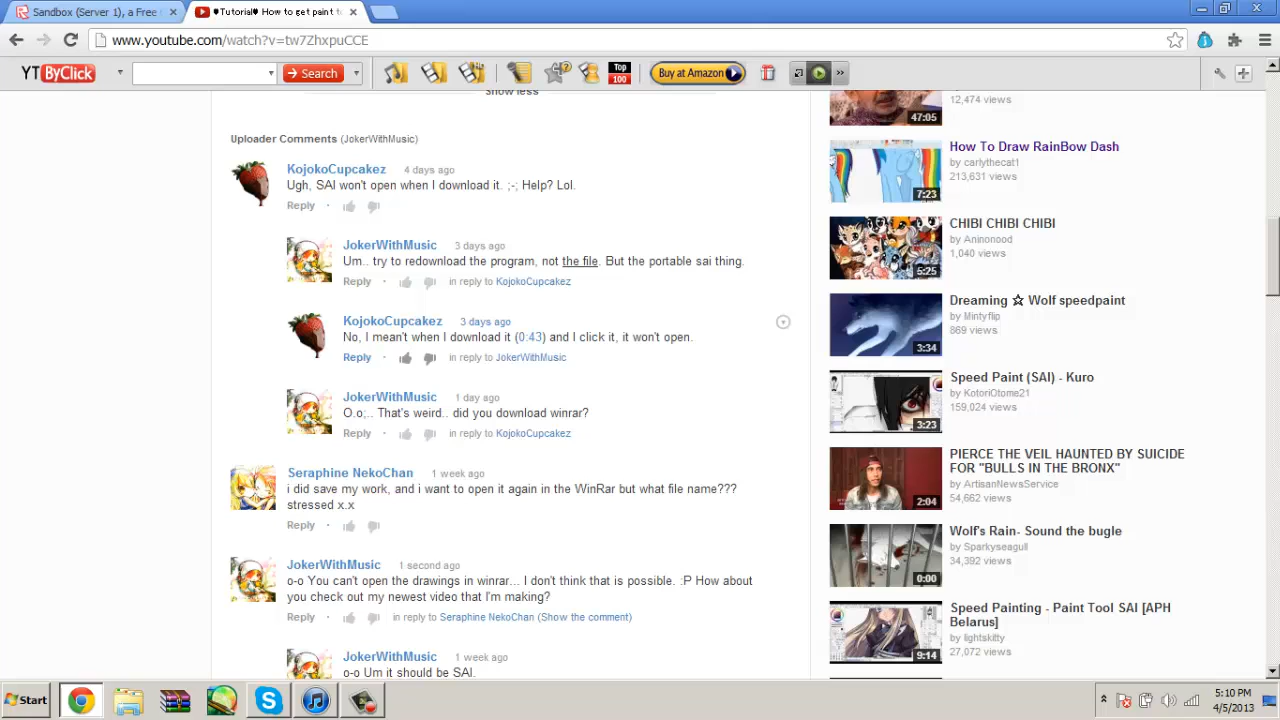 Sandbox (Server 1), a Free
♥Tutorial♥ How to get paint t
www.youtube.com/watch?v=tw7ZhxpuCCE
YT ByClick
Search
Top 100
Buy at Amazon
Show less
Uploader Comments (JokerWithMusic)
KojokoCupcakez 4 days ago
Ugh, SAI won't open when I download it. ;-; Help? Lol.
Reply
JokerWithMusic 3 days ago
Um.. try to redownload the program, not the file. But the portable sai thing.
Reply in reply to KojokoCupcakez
KojokoCupcakez 3 days ago
No, I mean't when I download it (0:43) and I click it, it won't open.
Reply in reply to JokerWithMusic
JokerWithMusic 1 day ago
O.o;.. That's weird.. did you download winrar?
Reply in reply to KojokoCupcakez
Seraphine NekoChan 1 week ago
i did save my work, and i want to open it again in the WinRar but what file name???
stressed x.x
Reply
JokerWithMusic 1 second ago
o-o You can't open the drawings in winrar... I don't think that is possible. :P How about
you check out my newest video that I'm making?
Reply in reply to Seraphine NekoChan (Show the comment)
JokerWithMusic 1 week ago
o-o Um it should be SAI.
12,474 views
47:05
How To Draw RainBow Dash
by carlythecat1
213,631 views
7:23
CHIBI CHIBI CHIBI
by Aninonood
1,040 views
5:25
Dreaming ☆ Wolf speedpaint
by Mintyflip
869 views
3:34
Speed Paint (SAI) - Kuro
by KotoriOtome21
159,024 views
3:23
PIERCE THE VEIL HAUNTED BY SUICIDE
FOR "BULLS IN THE BRONX"
by ArtisanNewsService
54,662 views
2:04
Wolf's Rain- Sound the bugle
by Sparkyseagull
34,392 views
0:00
Speed Painting - Paint Tool SAI [APH
Belarus]
by lightskitty
27,072 views
9:14
Start
5:10 PM
4/5/2013